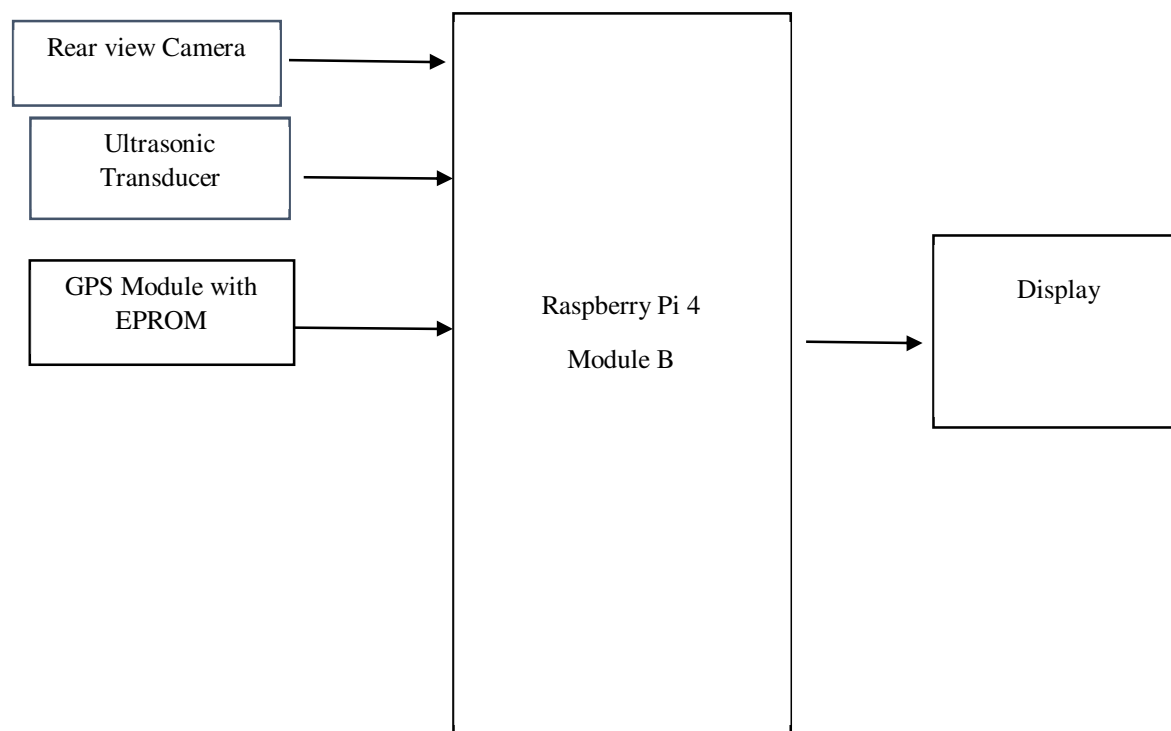 Rear view Camera
Ultrasonic
Transducer
GPS Module with
EPROM
Raspberry Pi 4
Module B
Display